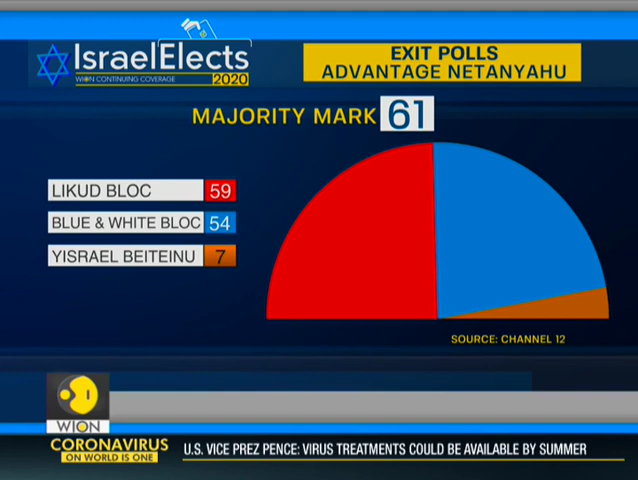 IsraelElects
WION CONTINUING COVERAGE
2020
EXIT POLLS
ADVANTAGE NETANYAHU
MAJORITY MARK 61
LIKUD BLOC 59
BLUE & WHITE BLOC 54
YISRAEL BEITEINU 7
SOURCE: CHANNEL 12
WION
CORONAVIRUS
ON WORLD IS ONE
U.S. VICE PREZ PENCE: VIRUS TREATMENTS COULD BE AVAILABLE BY SUMMER